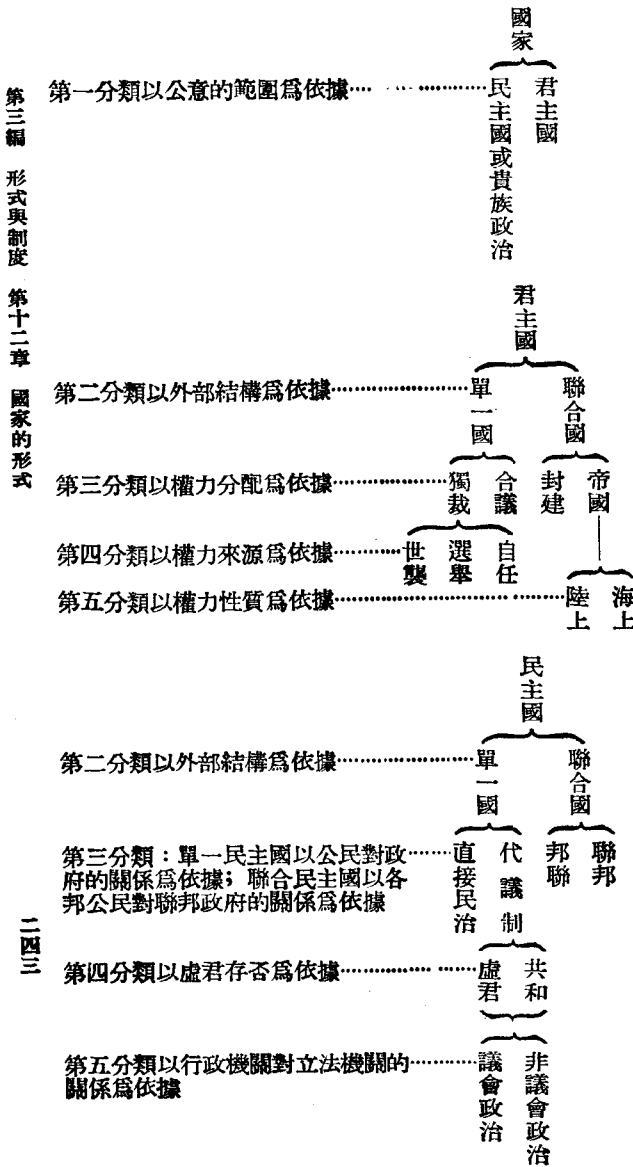 國家
君主國
民主國或貴族政治
第一分類以公意的範圍爲依據
君主國
聯合國
單一國
第二分類以外部結構爲依據
帝國
封建
合議
獨裁
第三分類以權力分配爲依據
自任
選舉
世襲
第四分類以權力來源爲依據
海上
陸上
第五分類以權力性質爲依據
民主國
聯合國
單一國
第二分類以外部結構爲依據
聯邦
邦聯
代議制
直接民治
第三分類：單一民主國以公民對政
府的關係爲依據；聯合民主國以各
邦公民對聯邦政府的關係爲依據
共和
虛君
第四分類以虛君存否爲依據
非議會政治
議會政治
第五分類以行政機關對立法機關的
關係爲依據
第三編 形式與制度 第十二章 國家的形式
二四三